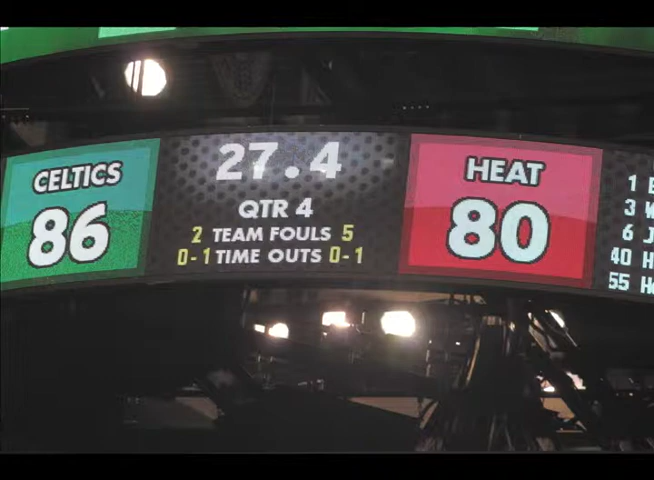 CELTICS
86
27.4
QTR 4
2 TEAM FOULS 5
0-1 TIME OUTS 0-1
HEAT
80
1
3
6 J
40 H
55